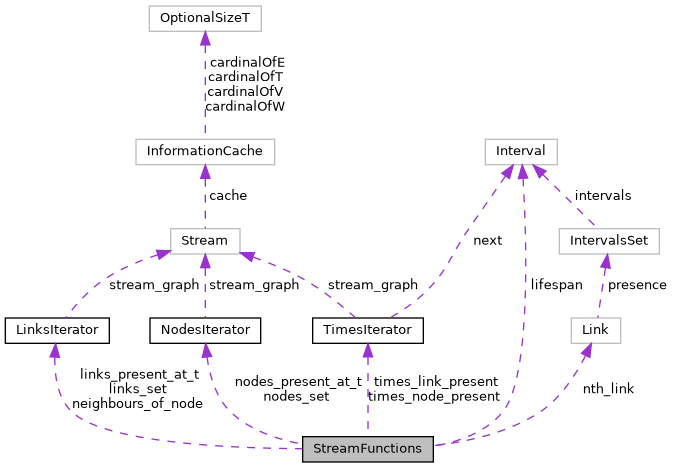 OptionalSizeT
cardinalOfE
cardinalOfT
cardinalOfV
cardinalOfW
InformationCache
Interval
cache
intervals
Stream
next
IntervalsSet
stream_graph
stream_graph
stream_graph
lifespan
presence
LinksIterator
NodesIterator
TimesIterator
Link
links_present_at_t
links_set
neighbours_of_node
nodes_present_at_t
nodes_set
times_link_present
times_node_present
nth_link
StreamFunctions